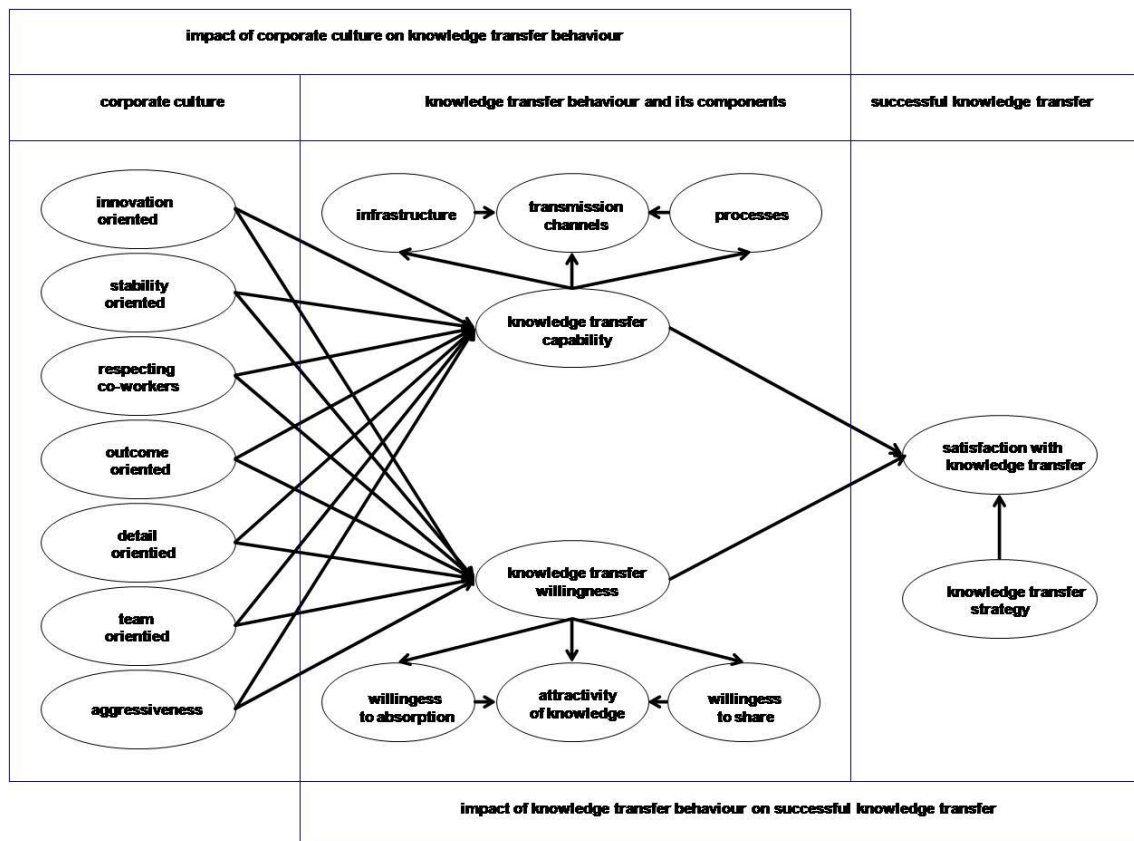 impact of corporate culture on knowledge transfer behaviour
corporate culture
knowledge transfer behaviour and its components
successful knowledge transfer
innovation
oriented
stability
oriented
respecting
co-workers
outcome
oriented
detail
orientied
team
orientied
aggressiveness
infrastructure
transmission
channels
processes
knowledge transfer
capability
knowledge transfer
willingness
willingess
to absorption
attractivity
of knowledge
willingess
to share
satisfaction with
knowledge transfer
knowledge transfer
strategy
impact of knowledge transfer behaviour on successful knowledge transfer